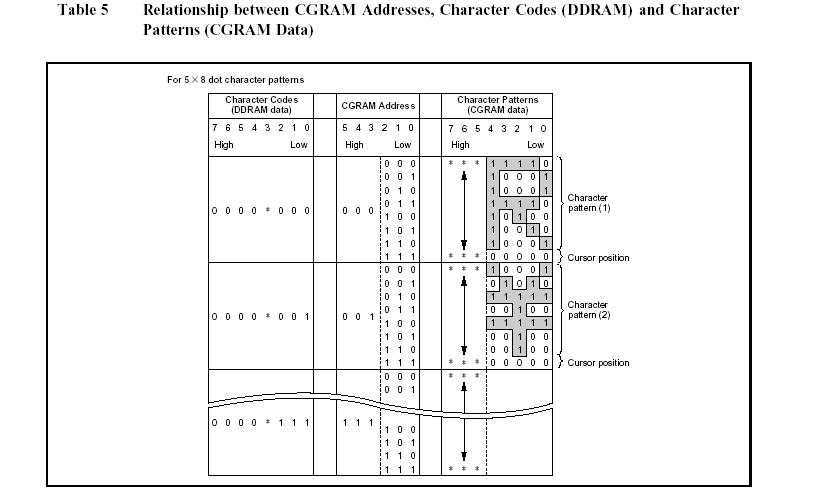 Table 5 Relationship between CGRAM Addresses, Character Codes (DDRAM) and Character
Patterns (CGRAM Data)
For 5 × 8 dot character patterns
Character Codes
(DDRAM data)
CGRAM Address
Character Patterns
(CGRAM data)
7 6 5 4 3 2 1 0 5 4 3 2 1 0 7 6 5 4 3 2 1 0
High Low High Low High Low
0 0 0 * * * 1 1 1 1 0
0 0 1 1 0 0 0 1
0 1 0 1 0 0 0 1
0 1 1 1 1 1 1 0
0 0 0 0 * 0 0 0 0 0 0
1 0 0 1 0 1 0 0
1 0 1 1 0 0 1 0
1 1 0 1 0 0 0 1
1 1 1 * * * 0 0 0 0 0
Character
pattern (1)
Cursor position
0 0 0 * * * 1 0 0 0 1
0 0 1 0 1 0 1 0
0 1 0 1 1 1 1 1
0 1 1 0 0 1 0 0
0 0 0 0 * 0 0 1 0 0 1
1 0 0 1 1 1 1 1
1 0 1 0 0 1 0 0
1 1 0 0 0 1 0 0
1 1 1 * * * 0 0 0 0 0
Character
pattern (2)
Cursor position
0 0 0 * * *
0 0 1
0 0 0 0 * 1 1 1 1 1 1
1 0 0
1 0 1
1 1 0
1 1 1 * * *